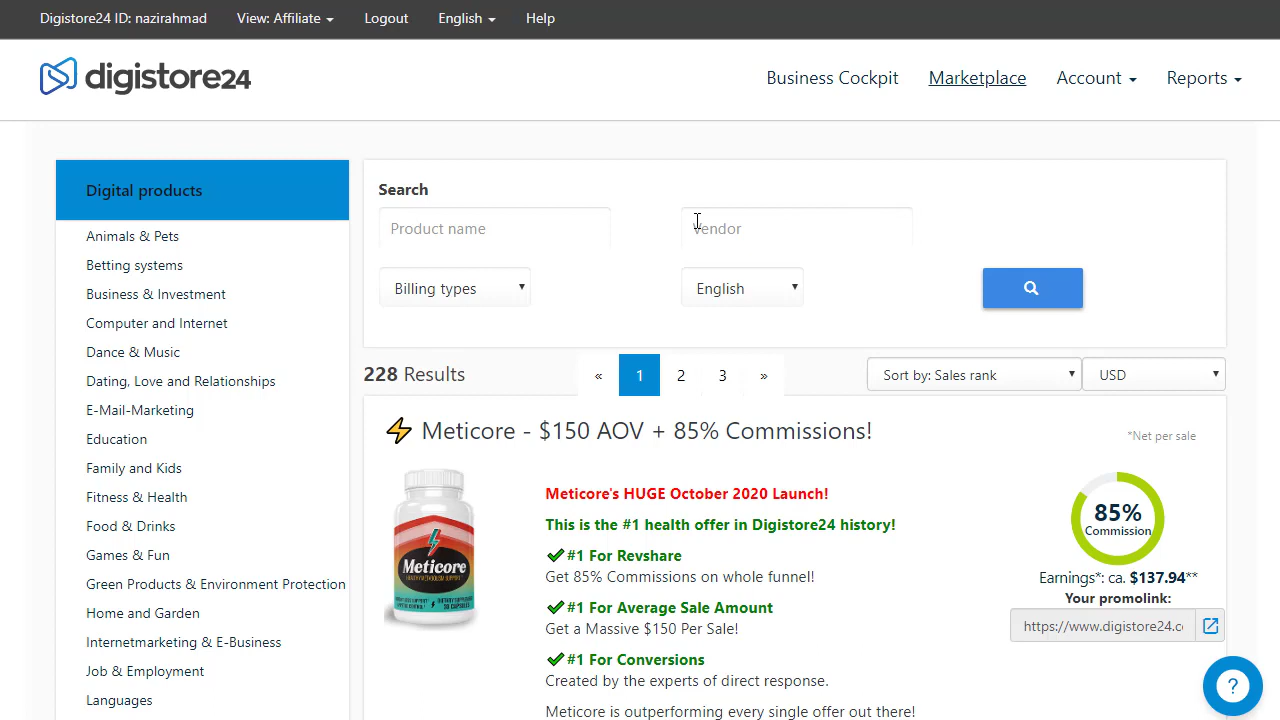 Digistore24 ID: nazirahmad View: Affiliate Logout English Help
digistore24 Business Cockpit Marketplace Account Reports
Digital products
Animals & Pets
Betting systems
Business & Investment
Computer and Internet
Dance & Music
Dating, Love and Relationships
E-Mail-Marketing
Education
Family and Kids
Fitness & Health
Food & Drinks
Games & Fun
Green Products & Environment Protection
Home and Garden
Internetmarketing & E-Business
Job & Employment
Languages
Search
Product name Vendor
Billing types English
228 Results « 1 2 3 » Sort by: Sales rank USD
Meticore - $150 AOV + 85% Commissions!
*Net per sale
Meticore
Meticore's HUGE October 2020 Launch!
This is the #1 health offer in Digistore24 history!
#1 For Revshare
Get 85% Commissions on whole funnel!
#1 For Average Sale Amount
Get a Massive $150 Per Sale!
#1 For Conversions
Created by the experts of direct response.
Meticore is outperforming every single offer out there!
85%
Commission
Earnings*: ca. $137.94**
Your promolink:
https://www.digistore24.c
?